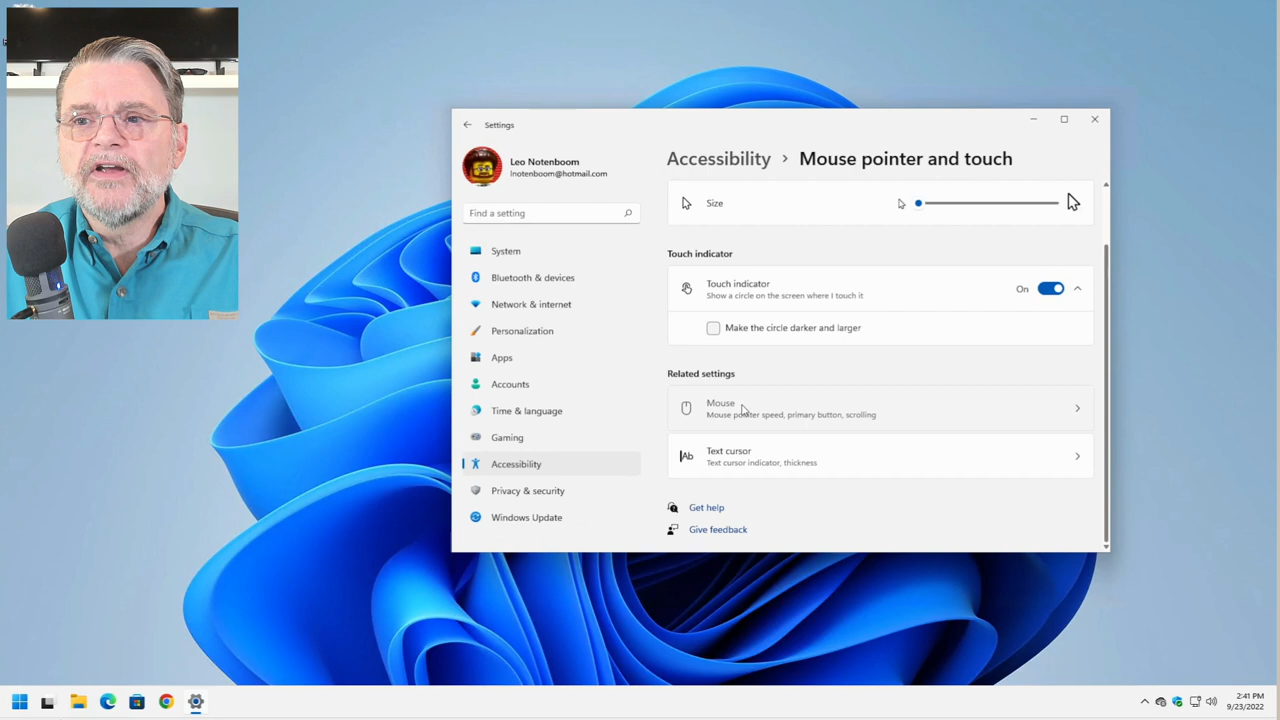 Settings
Leo Notenboom
lnotenboom@hotmail.com
Find a setting
System
Bluetooth & devices
Network & internet
Personalization
Apps
Accounts
Time & language
Gaming
Accessibility
Privacy & security
Windows Update
Accessibility > Mouse pointer and touch
Size
Touch indicator
Touch indicator
Show a circle on the screen where I touch it
On
Make the circle darker and larger
Related settings
Mouse
Mouse pointer speed, primary button, scrolling
Ab
Text cursor
Text cursor indicator, thickness
Get help
Give feedback
2:41 PM
9/23/2022